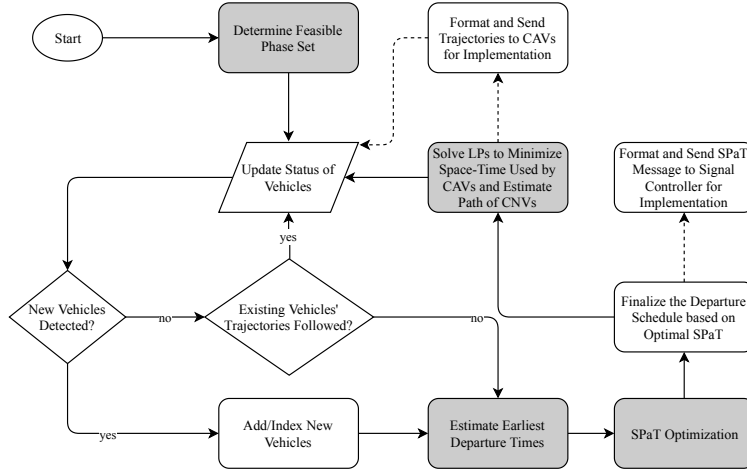 Start
Determine Feasible
Phase Set
Format and Send
Trajectories to CAVs
for Implementation
Update Status of
Vehicles
Solve LPs to Minimize
Space-Time Used by
CAVs and Estimate
Path of CNVs
Format and Send SPaT
Message to Signal
Controller for
Implementation
yes
New Vehicles
Detected?
no
Existing Vehicles'
Trajectories Followed?
no
Finalize the Departure
Schedule based on
Optimal SPaT
yes
Add/Index New
Vehicles
Estimate Earliest
Departure Times
SPaT Optimization